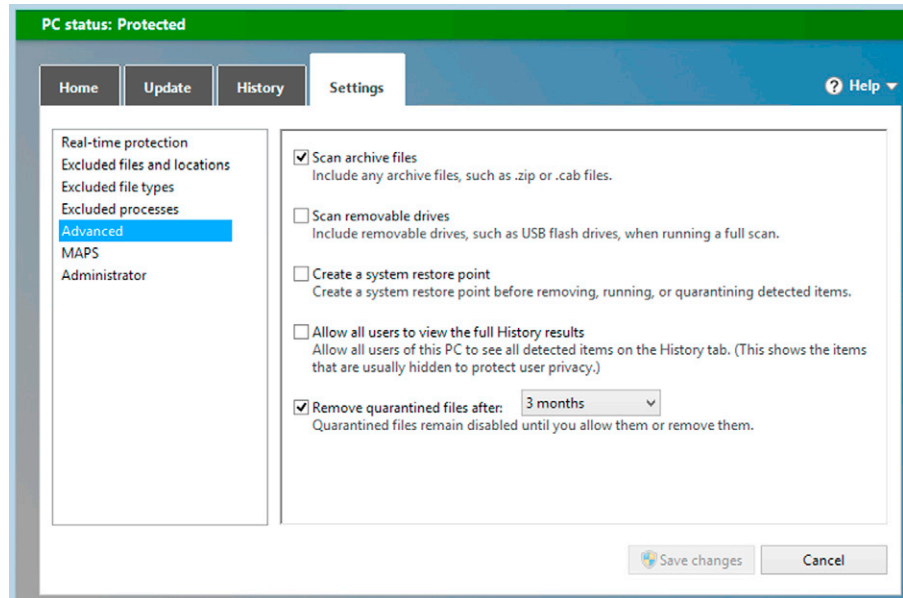 PC status: Protected
Home
Update
History
Settings
Help
Real-time protection
Excluded files and locations
Excluded file types
Excluded processes
Advanced
MAPS
Administrator
Scan archive files
Include any archive files, such as .zip or .cab files.
Scan removable drives
Include removable drives, such as USB flash drives, when running a full scan.
Create a system restore point
Create a system restore point before removing, running, or quarantining detected items.
Allow all users to view the full History results
Allow all users of this PC to see all detected items on the History tab. (This shows the items
that are usually hidden to protect user privacy.)
Remove quarantined files after: 3 months
Quarantined files remain disabled until you allow them or remove them.
Save changes
Cancel